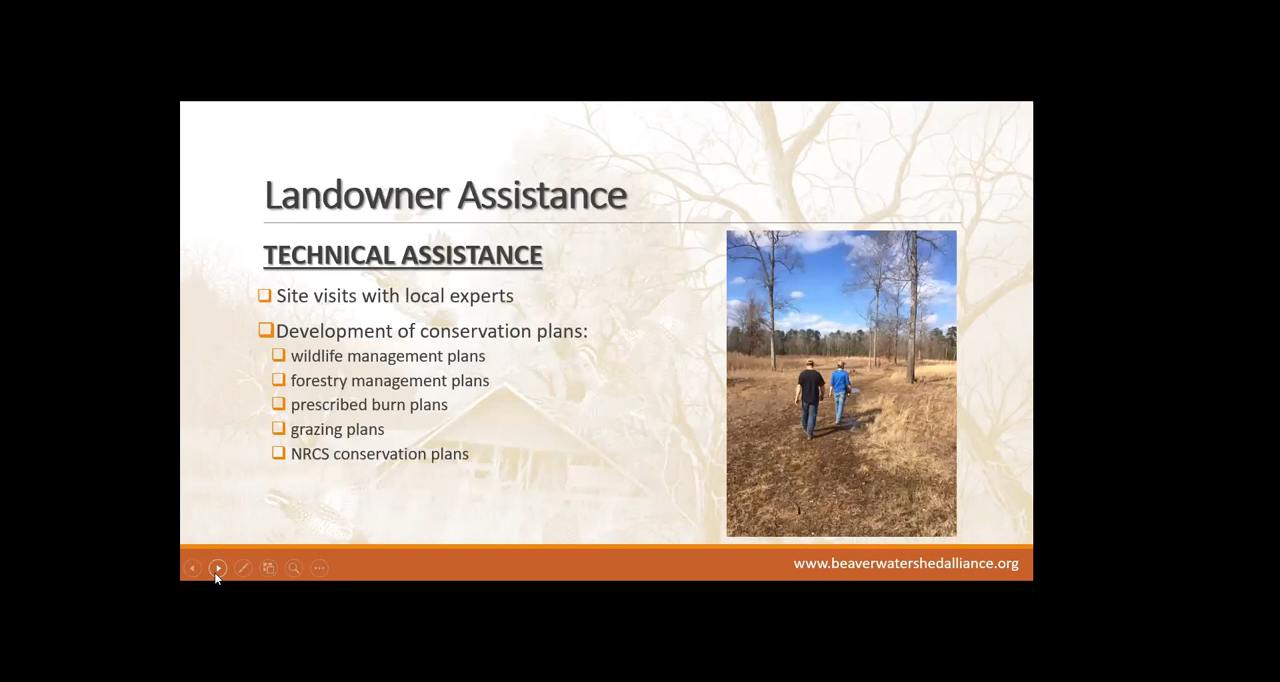 Landowner Assistance
TECHNICAL ASSISTANCE
Site visits with local experts
Development of conservation plans:
wildlife management plans
forestry management plans
prescribed burn plans
grazing plans
NRCS conservation plans
www.beaverwatershedalliance.org